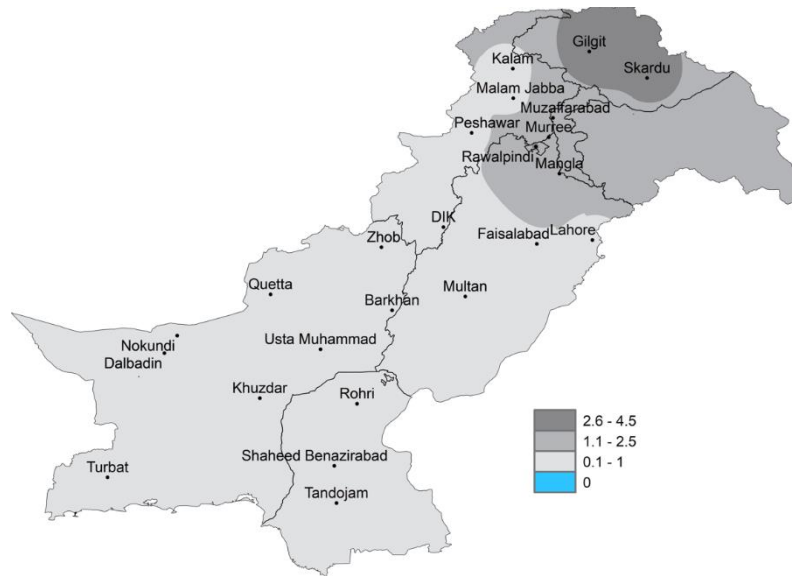 Gilgit
Kalam
Skardu
Malam Jabba
Muzaffarabad
Peshawar
Murree
Rawalpindi
Mangla
DIK
Zhob
Faisalabad
Lahore
Quetta
Multan
Barkhan
Nokundi
Usta Muhammad
Dalbadin
Khuzdar
Rohri
2.6 - 4.5
1.1 - 2.5
0.1 - 1
0
Shaheed Benazirabad
Turbat
Tandojam